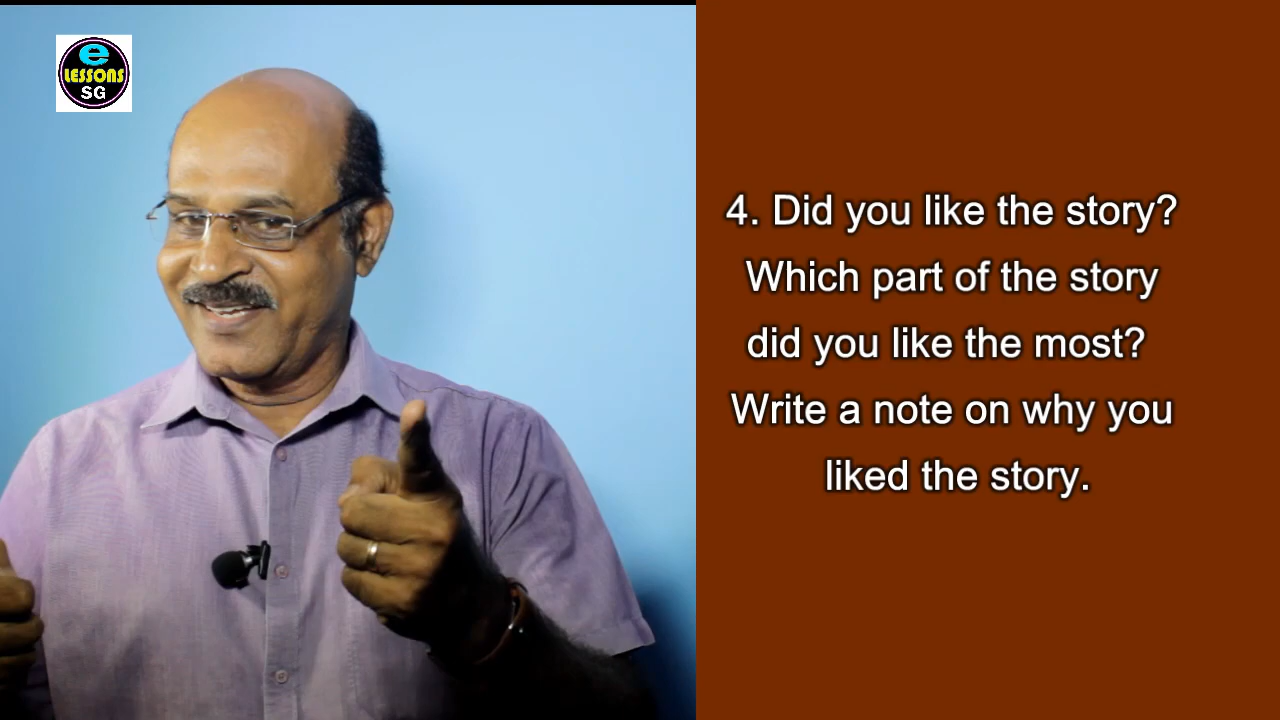 e
LESSONS
SG
4. Did you like the story?
Which part of the story
did you like the most?
Write a note on why you
liked the story.